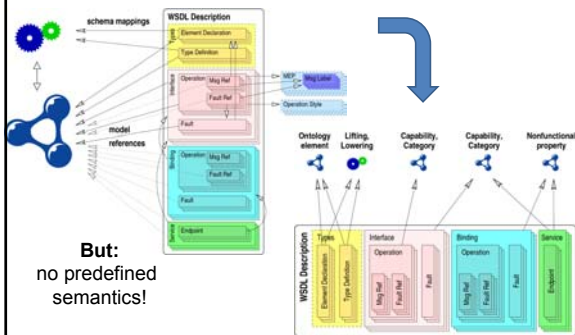 WSDL Description
schema mappings
Types
Element Declaration
Type Definition
Interface
Operation
Msg Ref
Fault Ref
Fault
MEP
Msg Label
Operation Style
model
references
Binding
Operation
Msg Ref
Fault Ref
Fault
Service
Endpoint
But:
no predefined
semantics!
Ontology
element
Lifting,
Lowering
Capability,
Category
Capability,
Category
Nonfunctional
property
WSDL Description
Types
Element Declaration
Type Definition
Interface
Operation
Msg Ref
Fault Ref
Fault
Binding
Operation
Msg Ref
Fault Ref
Fault
Service
Endpoint